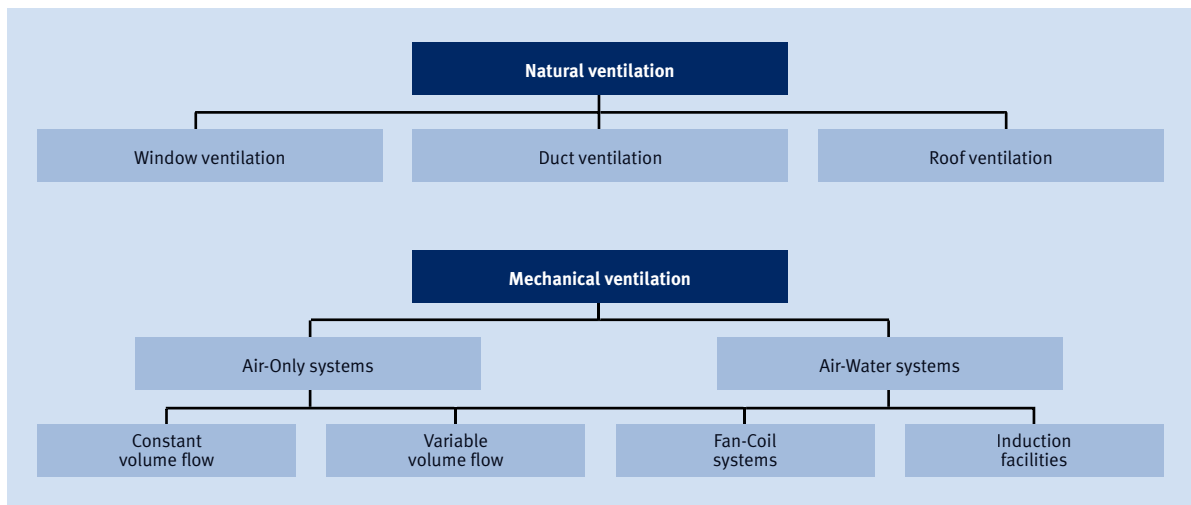 Natural ventilation
Window ventilation
Duct ventilation
Roof ventilation
Mechanical ventilation
Air-Only systems
Air-Water systems
Constant
volume flow
Variable
volume flow
Fan-Coil
systems
Induction
facilities